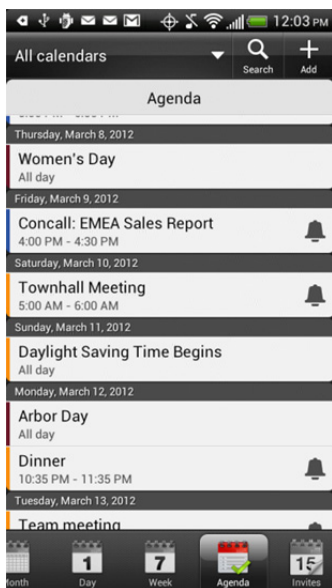 12:03 PM
All calendars
Search
Add
Agenda
Thursday, March 8, 2012
Women's Day
All day
Friday, March 9, 2012
Concall: EMEA Sales Report
4:00 PM - 4:30 PM
Saturday, March 10, 2012
Townhall Meeting
5:00 AM - 6:00 AM
Sunday, March 11, 2012
Daylight Saving Time Begins
All day
Monday, March 12, 2012
Arbor Day
All day
Dinner
10:35 PM - 11:35 PM
Tuesday, March 13, 2012
Team meeting
1
7
15
Month
Day
Week
Agenda
Invites